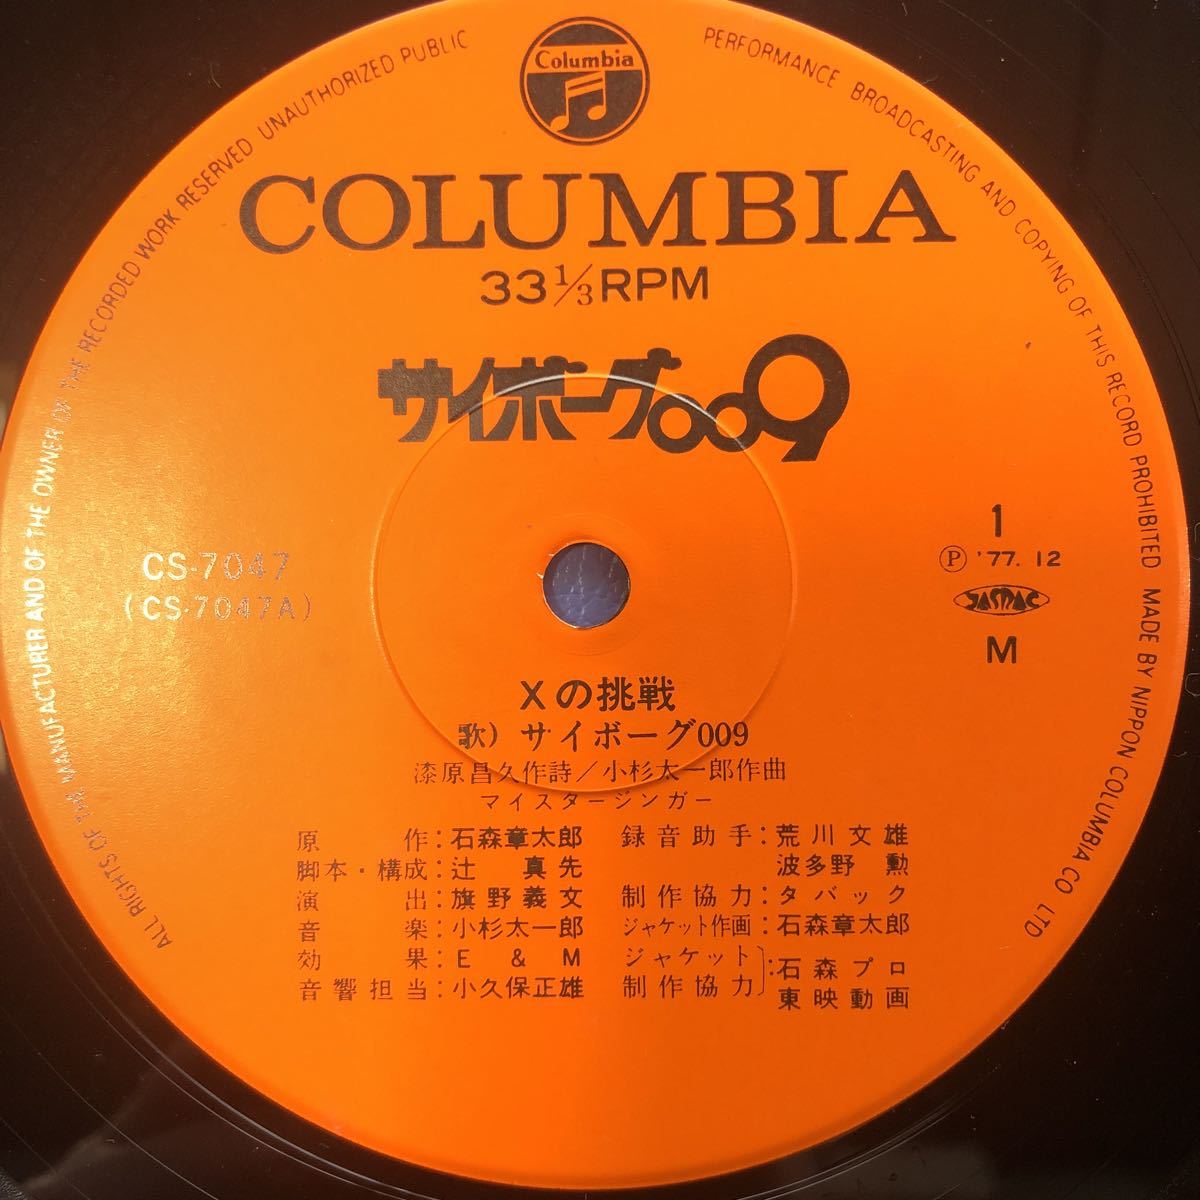 ALL RIGHTS OF THE MANUFACTURER AND OF THE OWNER OF THE RECORDED WORK RESERVED UNAUTHORIZED PUBLIC PERFORMANCE BROADCASTING AND COPYING OF THIS RECORD PROHIBITED MADE BY NIPPON COLUMBIA CO LTD
Columbia
COLUMBIA
33 1/3 RPM
サイボーグ009
CS-7047
(CS-7047A)
1
Ⓟ '77. 12
JASRAC
M
Xの挑戦
歌) サイボーグ009
漆原昌久作詩/小杉太一郎作曲
マイスタージンガー
原作:石森章太郎
脚本・構成:辻真先
演出:旗野義文
音楽:小杉太一郎
効果:E & M
音響担当:小久保正雄
録音助手:荒川文雄
波多野勲
制作協力:タバック
ジャケット作画:石森章太郎
ジャケット制作協力:石森プロ
東映動画